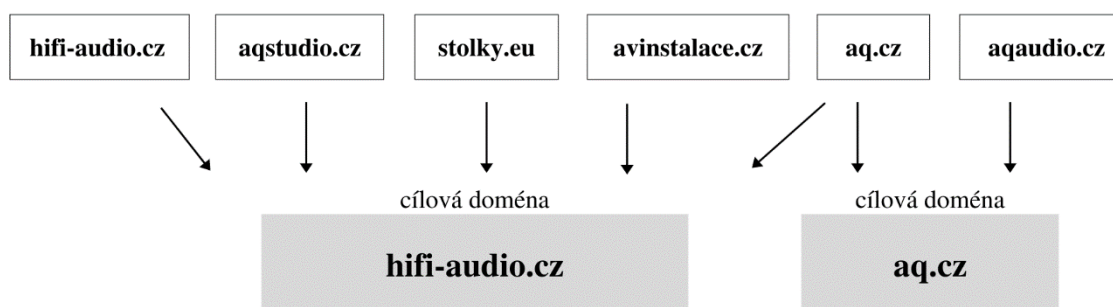 hifi-audio.cz
aqstudio.cz
stolky.eu
avinstalace.cz
aq.cz
aqaudio.cz
cílová doména
cílová doména
hifi-audio.cz
aq.cz